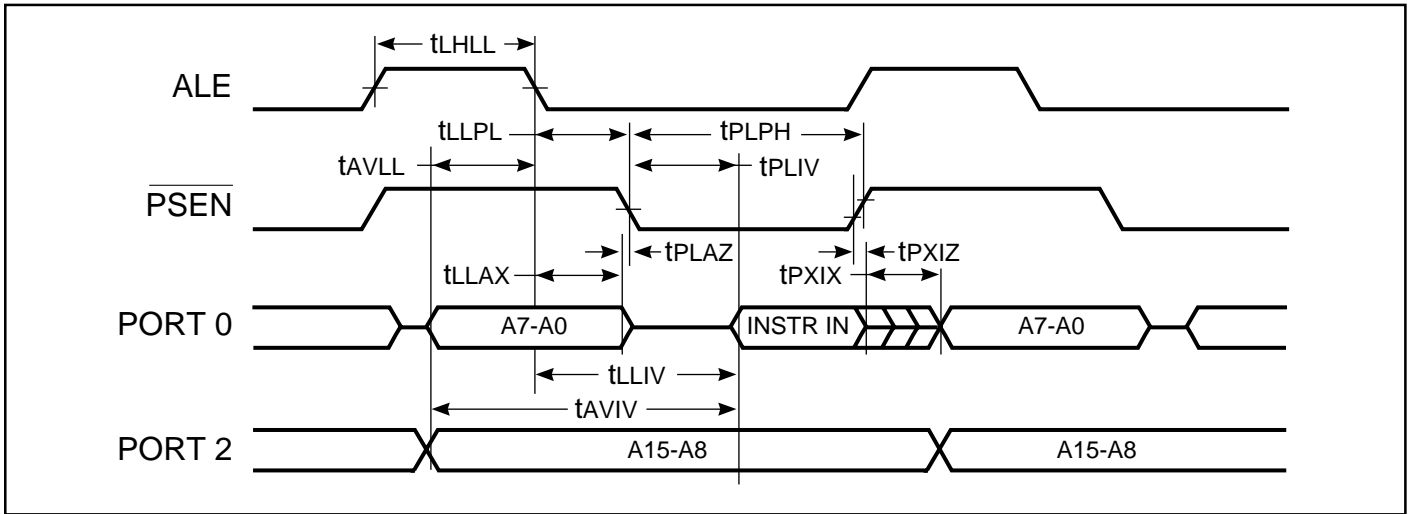 tLHLL
ALE
tLLPL
tPLPH
tAVLL
tPLIV
PSEN
tPLAZ
tPXIZ
tLLAX
tPXIX
PORT 0
A7-A0
INSTR IN
A7-A0
tLLIV
tAVIV
PORT 2
A15-A8
A15-A8